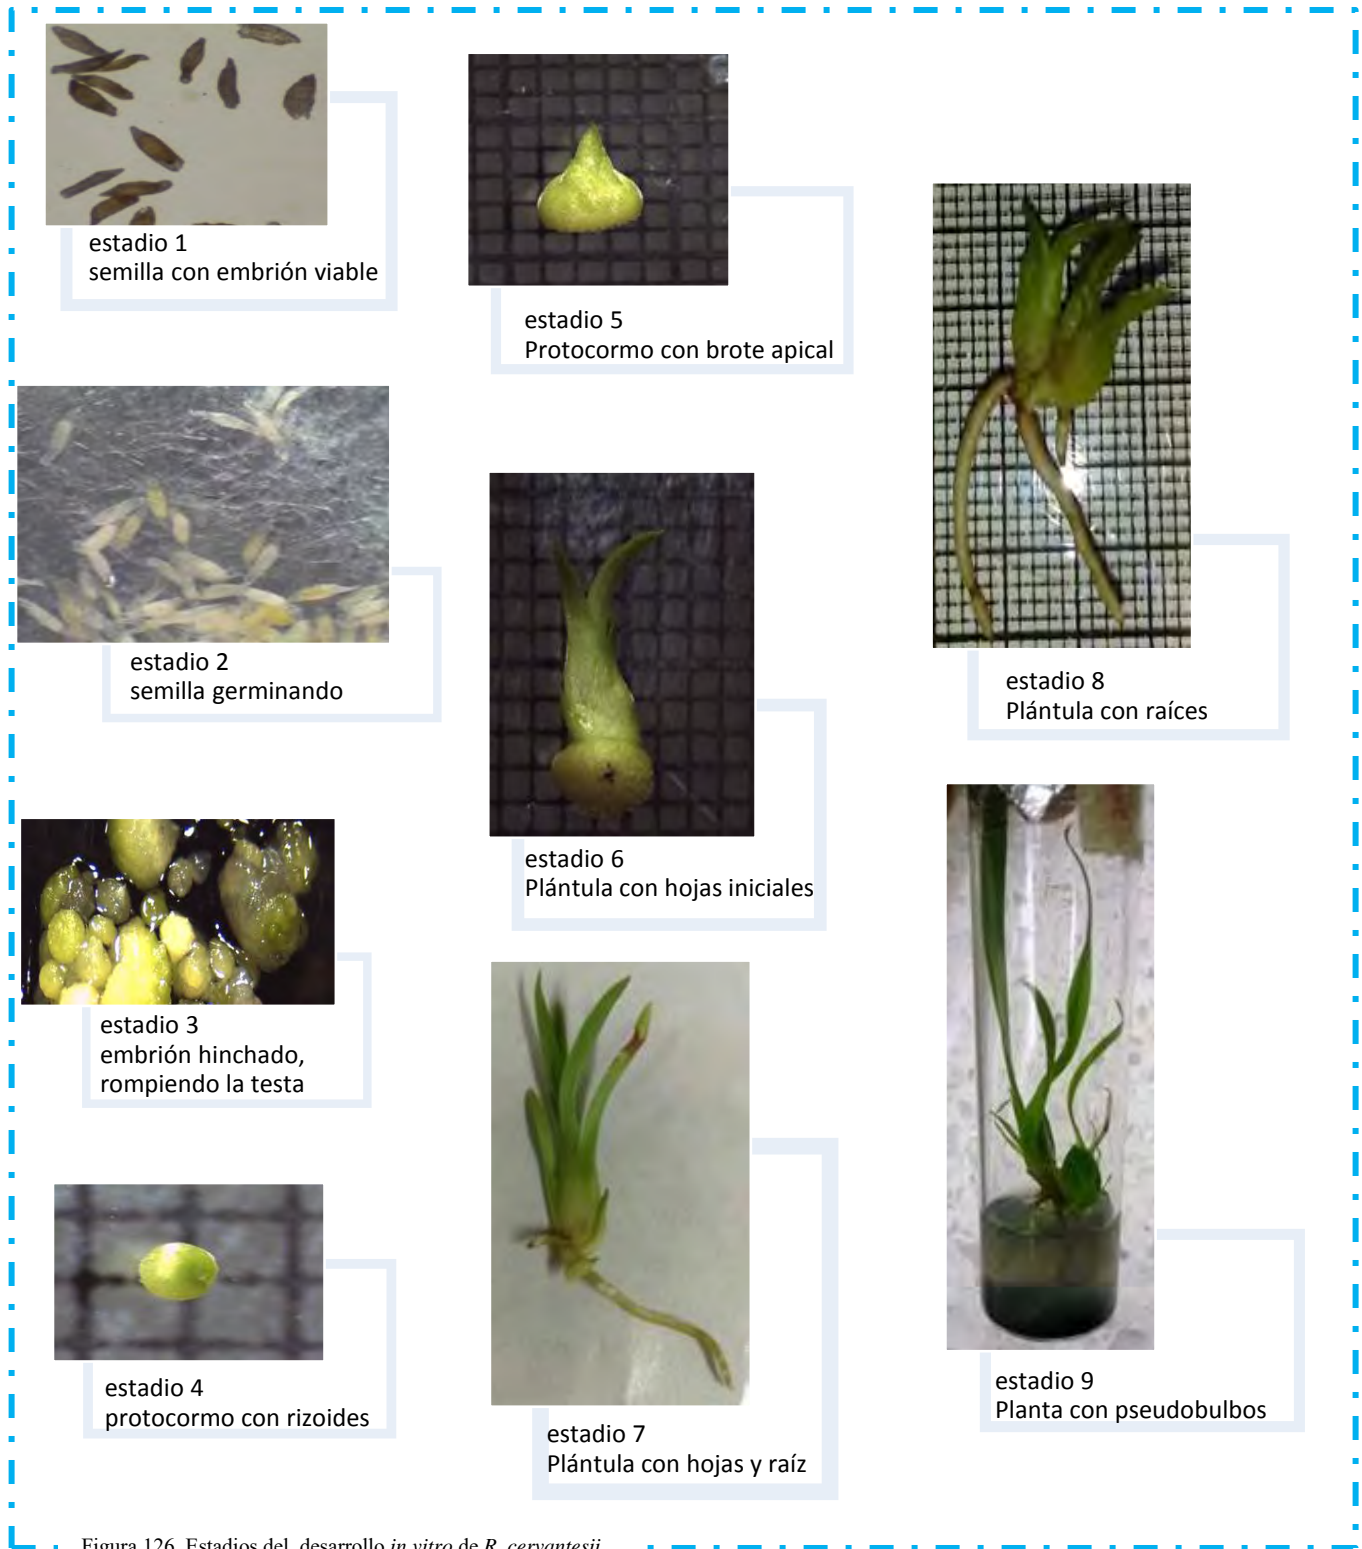 estadio 1
semilla con embrión viable
estadio 2
semilla germinando
estadio 3
embrión hinchado,
rompiendo la testa
estadio 4
protocormo con rizoides
estadio 5
Protocormo con brote apical
estadio 6
Plántula con hojas iniciales
estadio 7
Plántula con hojas y raíz
estadio 8
Plántula con raíces
estadio 9
Planta con pseudobulbos
Figura 126. Estadios del desarrollo in vitro de R. cervantesii